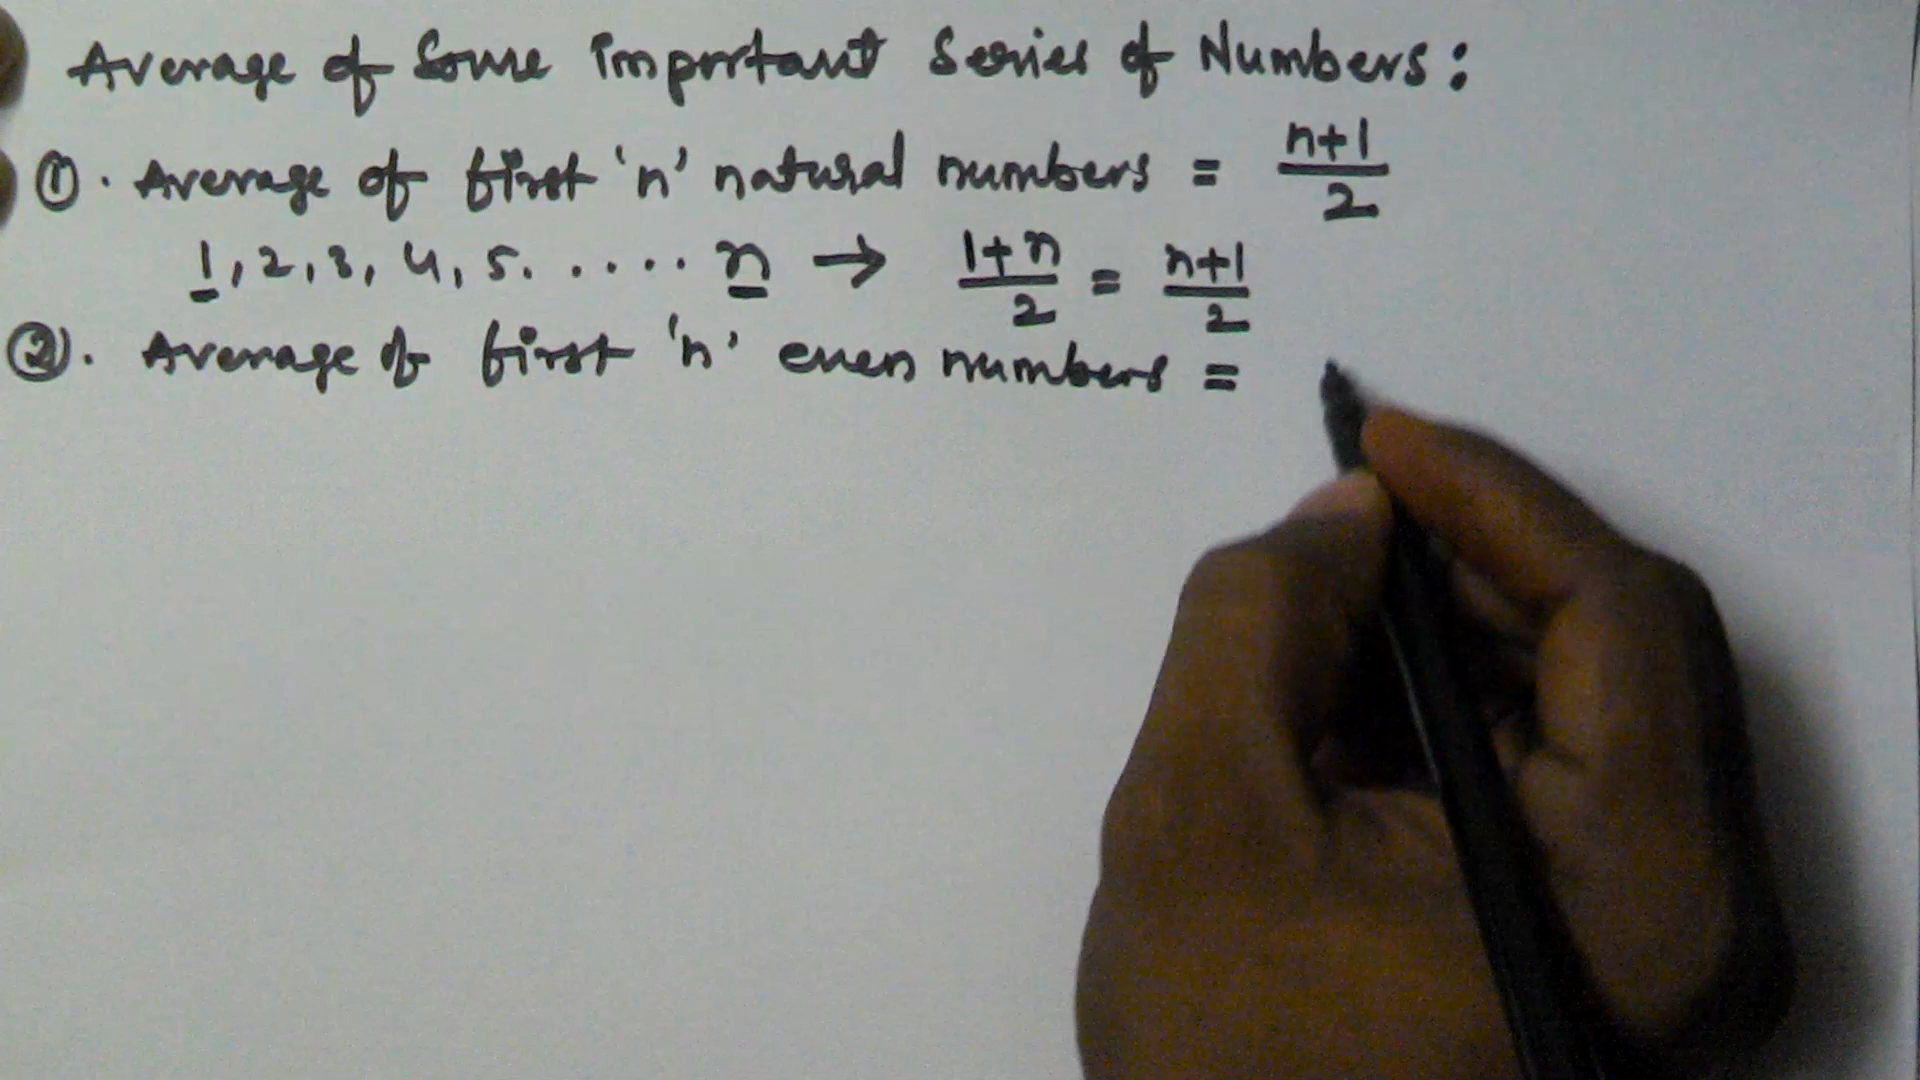 Average of Some Important Series of Numbers:
①. Average of first 'n' natural numbers = n+1/2
1, 2, 3, 4, 5. ..... n → 1+n/2 = n+1/2
②. Average of first 'n' even numbers =